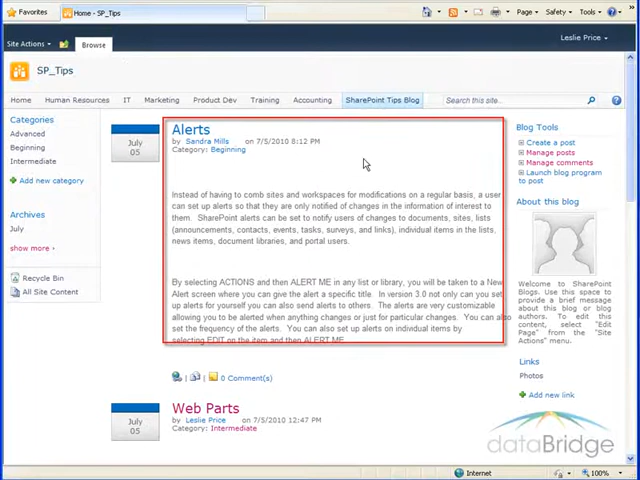 Favorites
Home - SP_Tips
Page
Safety
Tools
Leslie Price
Site Actions
Browse
SP_Tips
Home
Human Resources
IT
Marketing
Product Dev
Training
Accounting
SharePoint Tips Blog
Search this site...
Categories
Advanced
Beginning
Intermediate
Add new category
Archives
July
show more ›
Recycle Bin
All Site Content
July
05
Alerts
by Sandra Mills on 7/5/2010 8:12 PM
Category: Beginning
Instead of having to comb sites and workspaces for modifications on a regular basis, a user
can set up alerts so that they are only notified of changes in the information of interest to
them. SharePoint alerts can be set to notify users of changes to documents, sites, lists
(announcements, contacts, events, tasks, surveys, and links), individual items in the lists,
news items, document libraries, and portal users.
By selecting ACTIONS and then ALERT ME in any list or library, you will be taken to a New
Alert screen where you can give the alert a specific title. In version 3.0 not only can you set
up alerts for yourself you can also send alerts to others. The alerts are very customizable
allowing you to be alerted when anything changes or just for particular changes. You can also
set the frequency of the alerts. You can also set up alerts on individual items by
selecting EDIT on the item and then ALERT ME.
| | 0 Comment(s)
July
05
Web Parts
by Leslie Price on 7/5/2010 12:47 PM
Category: Intermediate
Blog Tools
Create a post
Manage posts
Manage comments
Launch blog program
to post
About this blog
Welcome to SharePoint
Blogs. Use this space to
provide a brief message
about this blog or blog
authors. To edit this
content, select "Edit
Page" from the "Site
Actions" menu.
Links
Photos
Add new link
dataBridge
Internet
100%